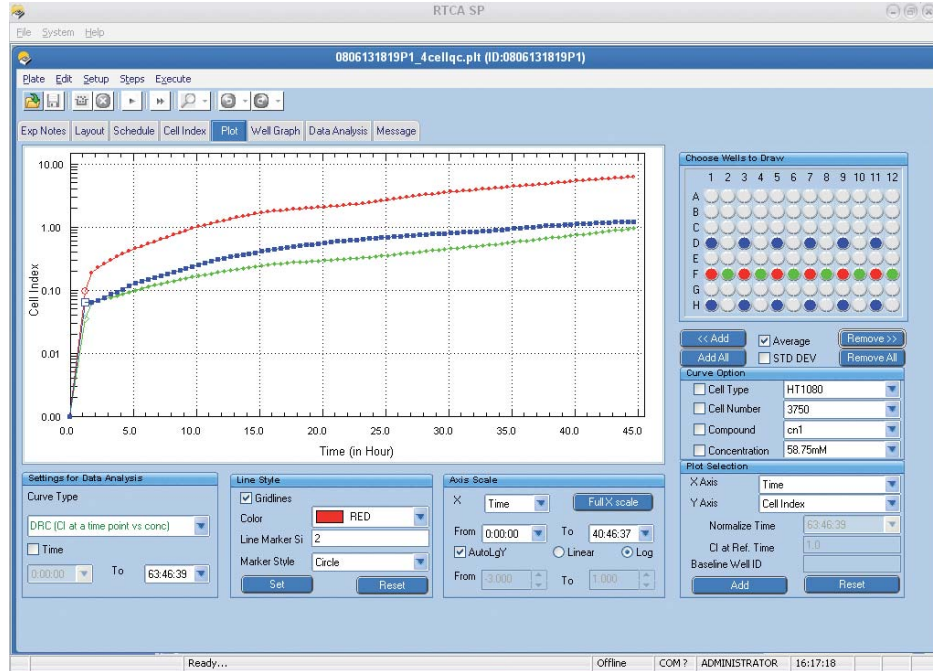 RTCA SP
File System Help
0806131819P1_4cellqc.plt (ID:0806131819P1)
Plate Edit Setup Steps Execute
Exp Notes Layout Schedule Cell Index Plot Well Graph Data Analysis Message
10.00
1.00
0.10
0.01
0.00
Cell Index
0.0 5.0 10.0 15.0 20.0 25.0 30.0 35.0 40.0 45.0
Time (in Hour)
Choose Wells to Draw
1 2 3 4 5 6 7 8 9 10 11 12
A
B
C
D
E
F
G
H
<< Add Average Remove >>
Add All STD DEV Remove All
Curve Option
Cell Type HT1080
Cell Number 3750
Compound cn1
Concentration 58.75mM
Plot Selection
X Axis Time
Y Axis Cell Index
Normalize Time 63:46:39
CI at Ref. Time 1.0
Baseline Well ID
Add Reset
Settings for Data Analysis
Curve Type
DRC (CI at a time point vs conc)
Time
0:00:00 To 63:46:39
Line Style
Gridlines
Color RED
Line Marker Si 2
Marker Style Circle
Set Reset
Axis Scale
X Time Full X scale
From 0:00:00 To 40:46:37
AutoLgY Linear Log
From -3.000 To 1.000
Ready... Offline COM ? ADMINISTRATOR 16:17:18